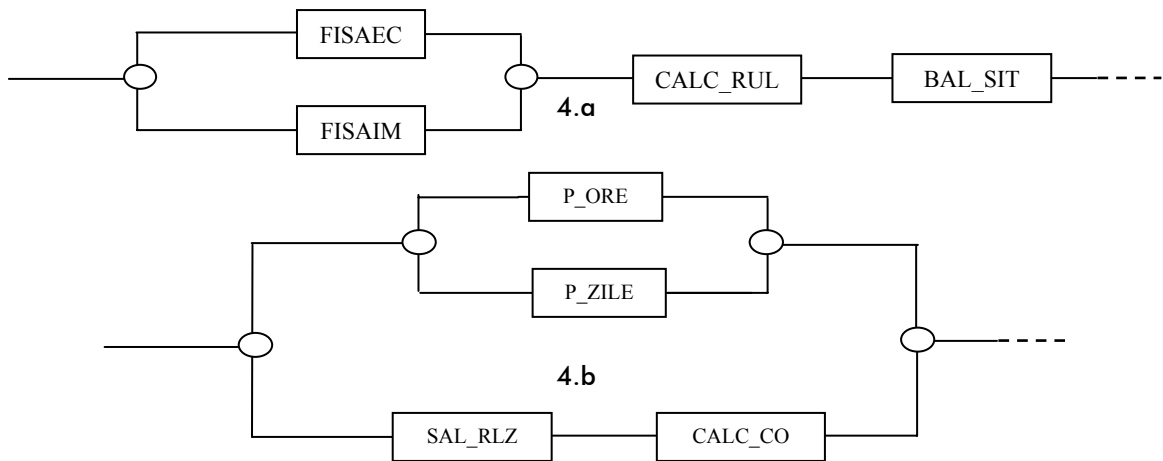 FISAEC
CALC_RUL
BAL_SIT
4.a
FISAIM
P_ORE
P_ZILE
4.b
SAL_RLZ
CALC_CO